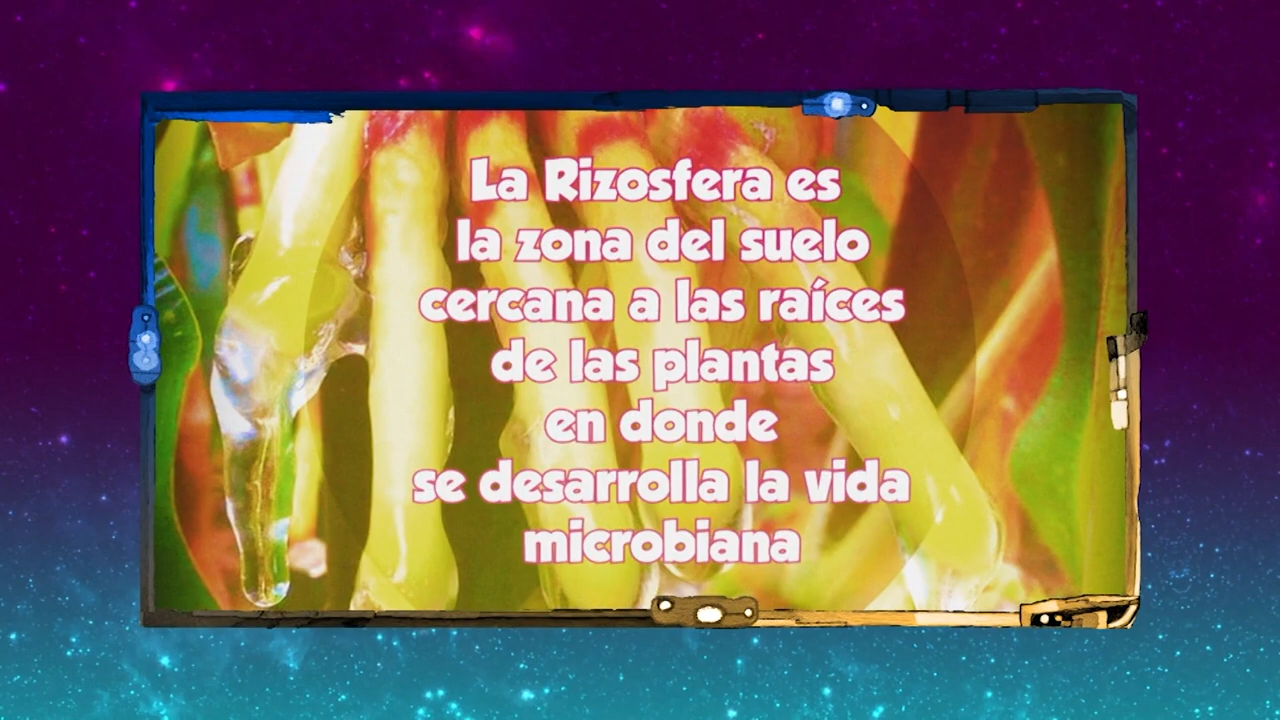 La Rizosfera es
la zona del suelo
cercana a las raíces
de las plantas
en donde
se desarrolla la vida
microbiana